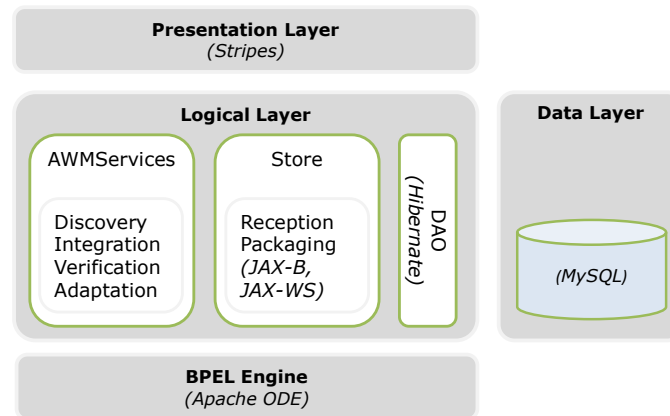 Presentation Layer
(Stripes)
Logical Layer
AWMServices
Discovery
Integration
Verification
Adaptation
Store
Reception
Packaging
(JAX-B,
JAX-WS)
DAO
(Hibernate)
Data Layer
(MySQL)
BPEL Engine
(Apache ODE)